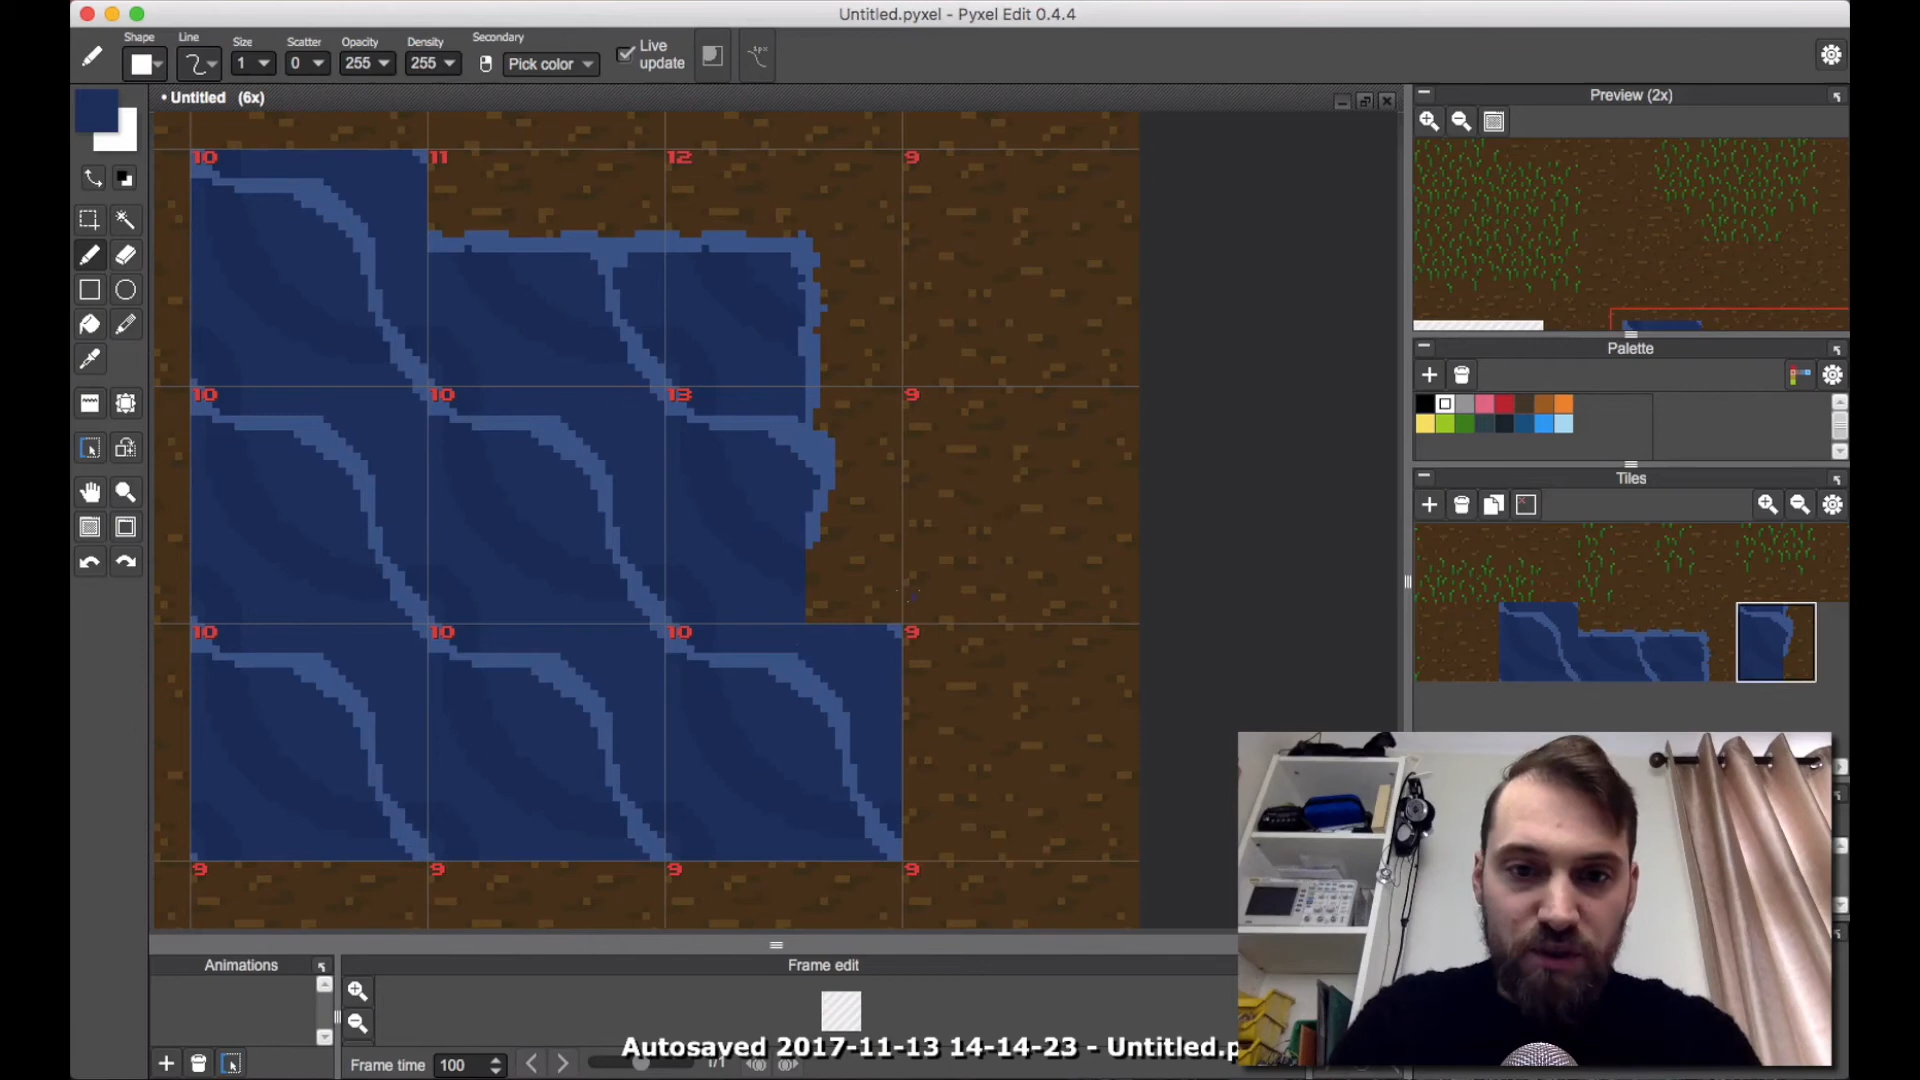 Untitled.pyxel - Pyxel Edit 0.4.4
Shape Line Size Scatter Opacity Density Secondary
1 0 255 255 Pick color Live update
• Untitled (6x)
Preview (2x)
10 11 12 9
Palette
10 10 13 9
Tiles
10 10 10 9
9 9 9 9
Animations
Frame edit
Autosaved 2017-11-13 14-14-23 - Untitled.p
Frame time 100
1/1